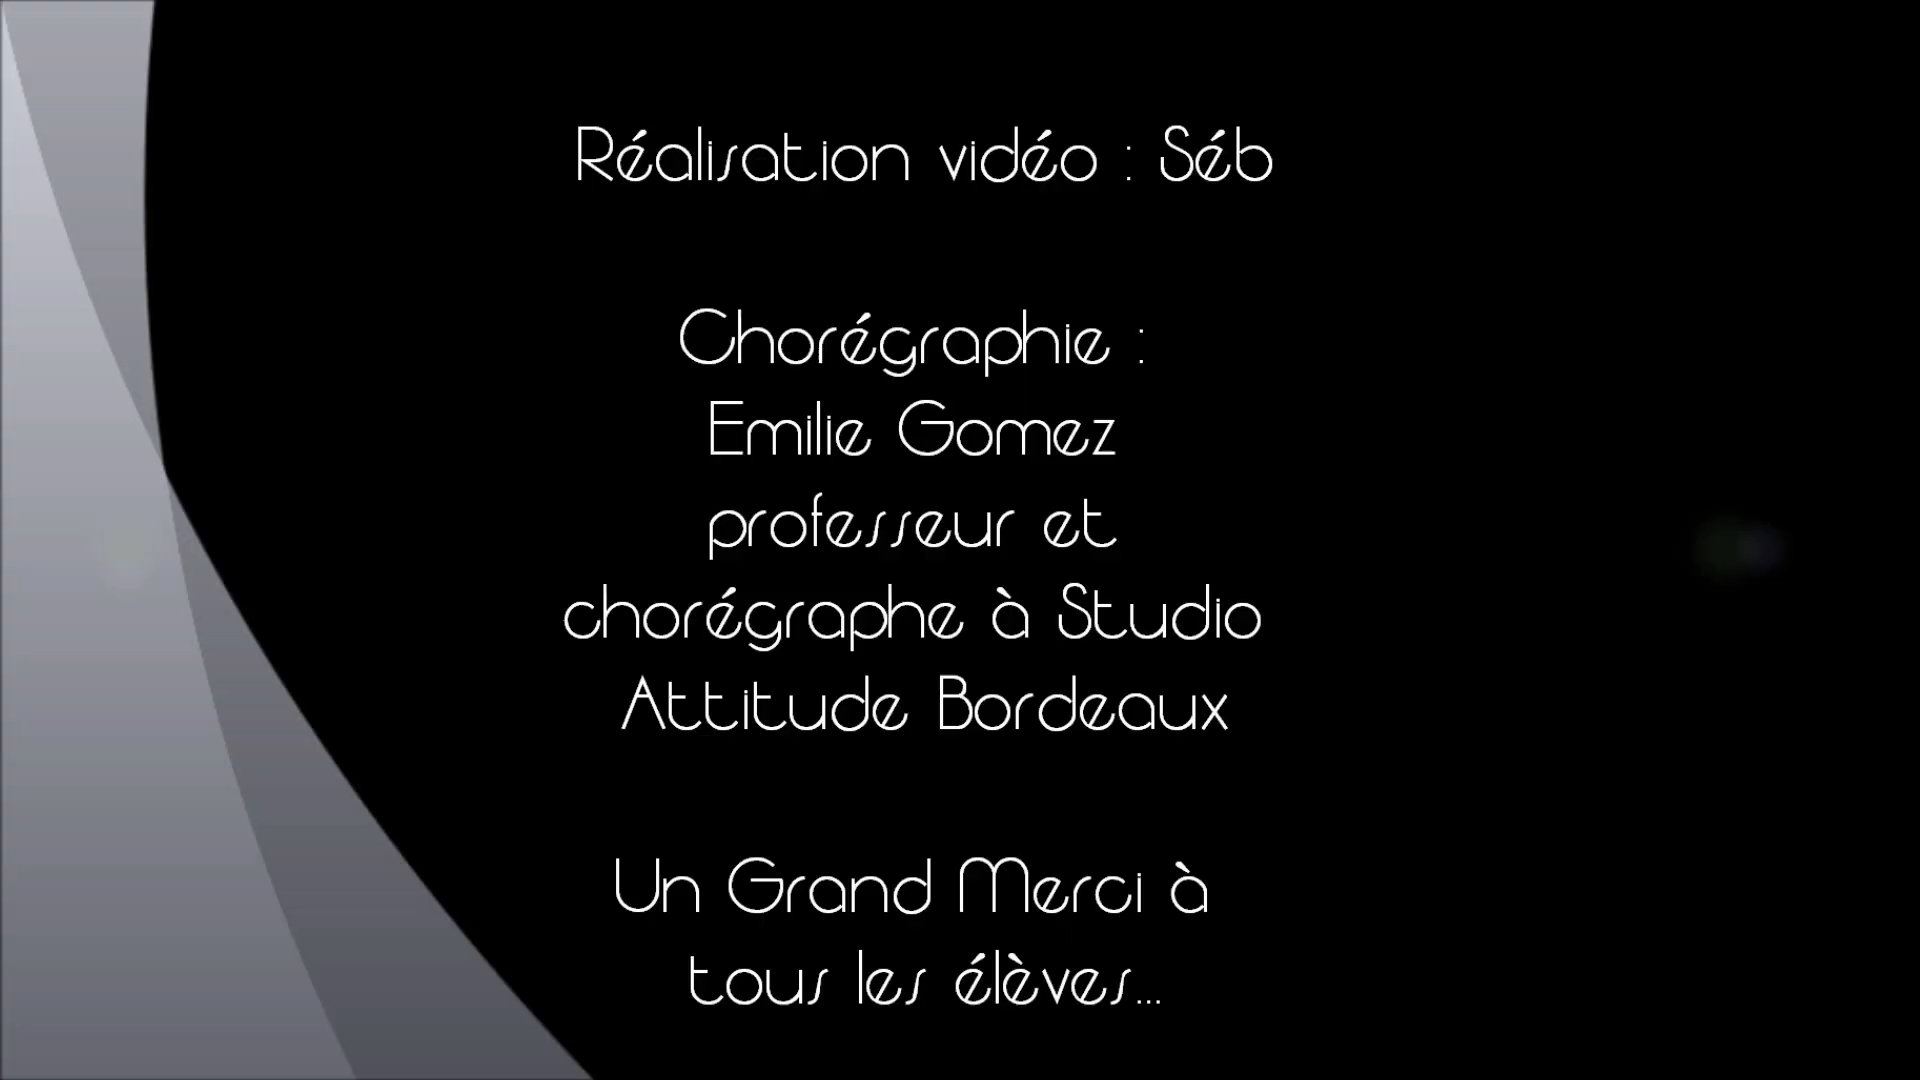 Réalisation vidéo : Séb
Chorégraphie :
Emilie Gomez
professeur et
chorégraphe à Studio
Attitude Bordeaux
Un Grand Merci à
tous les élèves...